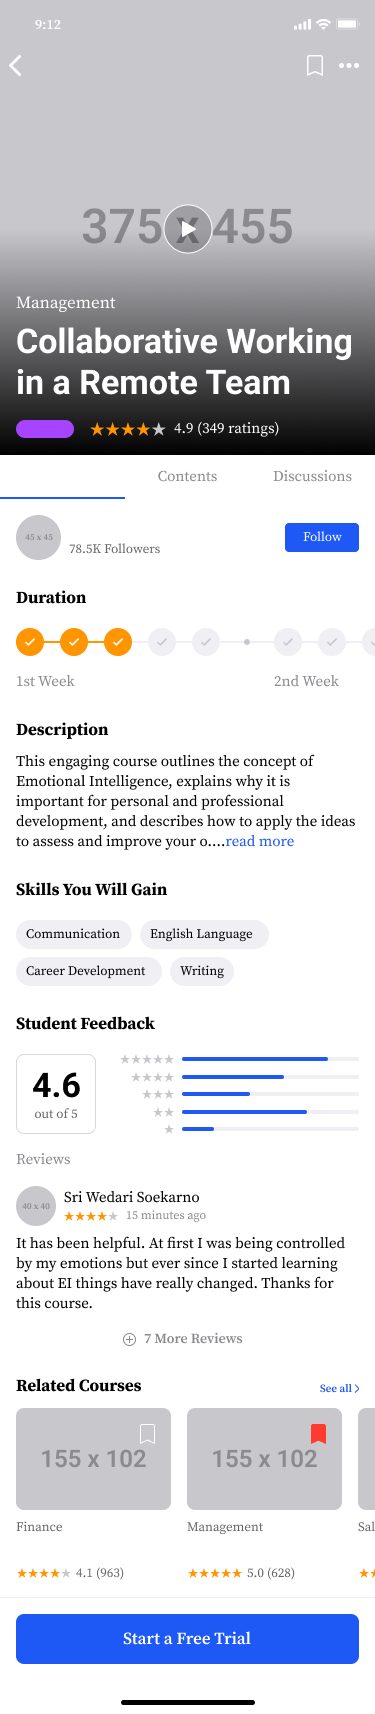 9:12
375 x 455
Management
Collaborative Working
in a Remote Team
4.9 (349 ratings)
Contents
Discussions
45 x 45
78.5K Followers
Follow
Duration
1st Week
2nd Week
Description
This engaging course outlines the concept of
Emotional Intelligence, explains why it is
important for personal and professional
development, and describes how to apply the ideas
to assess and improve your o....read more
Skills You Will Gain
Communication
English Language
Career Development
Writing
Student Feedback
4.6
out of 5
Reviews
40 x 40
Sri Wedari Soekarno
15 minutes ago
It has been helpful. At first I was being controlled
by my emotions but ever since I started learning
about EI things have really changed. Thanks for
this course.
7 More Reviews
Related Courses
See all
155 x 102
155 x 102
Finance
Management
Sal
4.1 (963)
5.0 (628)
Start a Free Trial